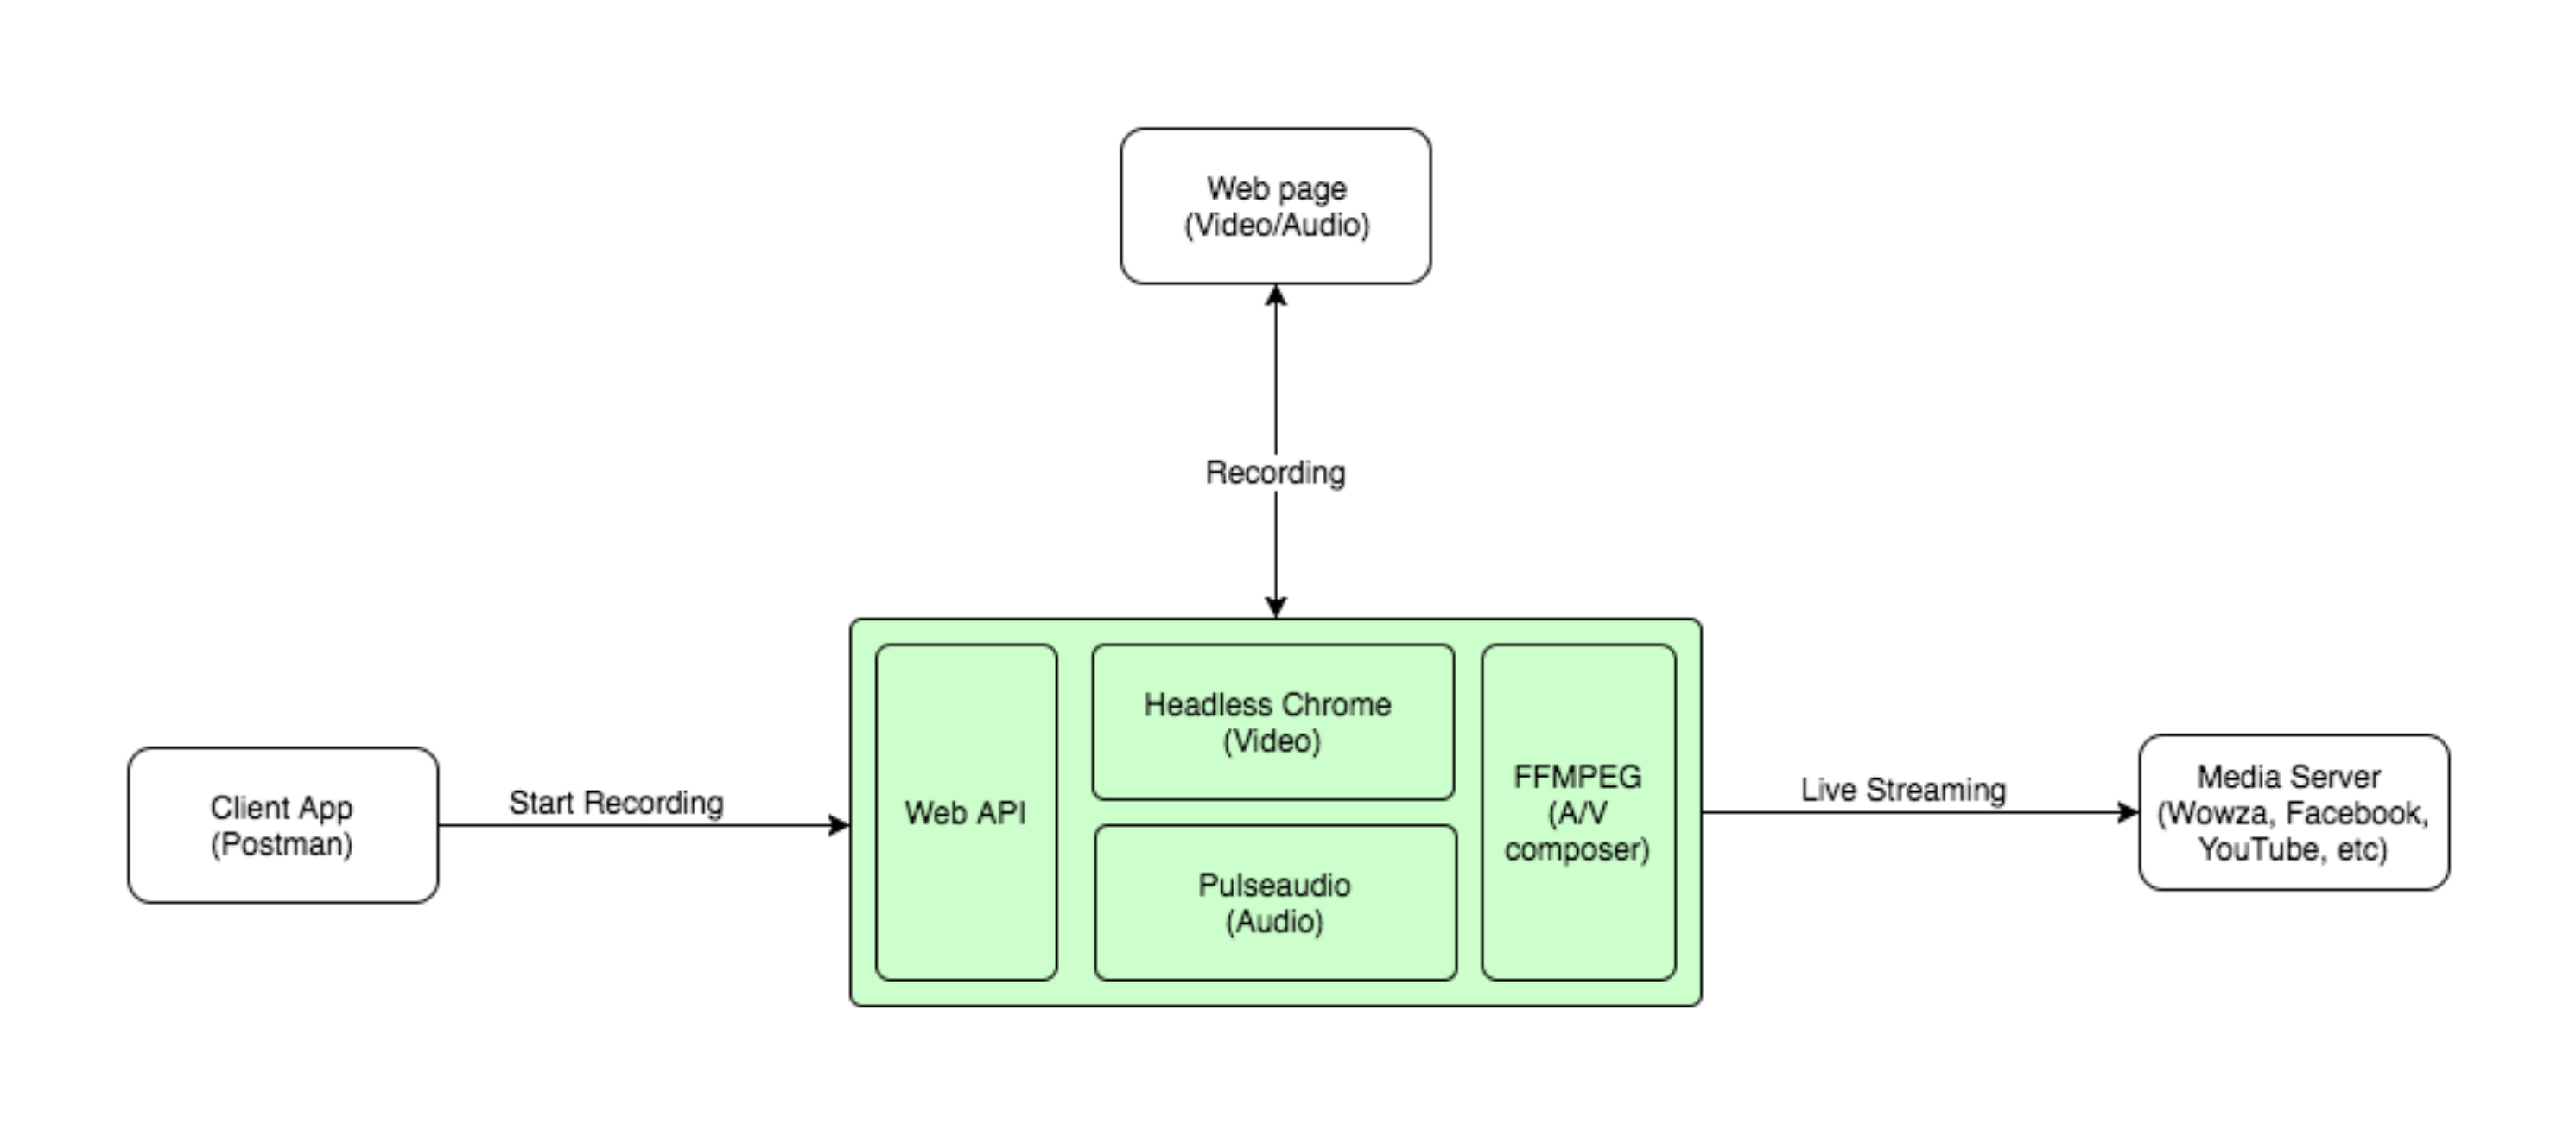 Web page
(Video/Audio)
Recording
Client App
(Postman)
Start Recording
Web API
Headless Chrome
(Video)
Pulseaudio
(Audio)
FFMPEG
(A/V
composer)
Live Streaming
Media Server
(Wowza, Facebook,
YouTube, etc)